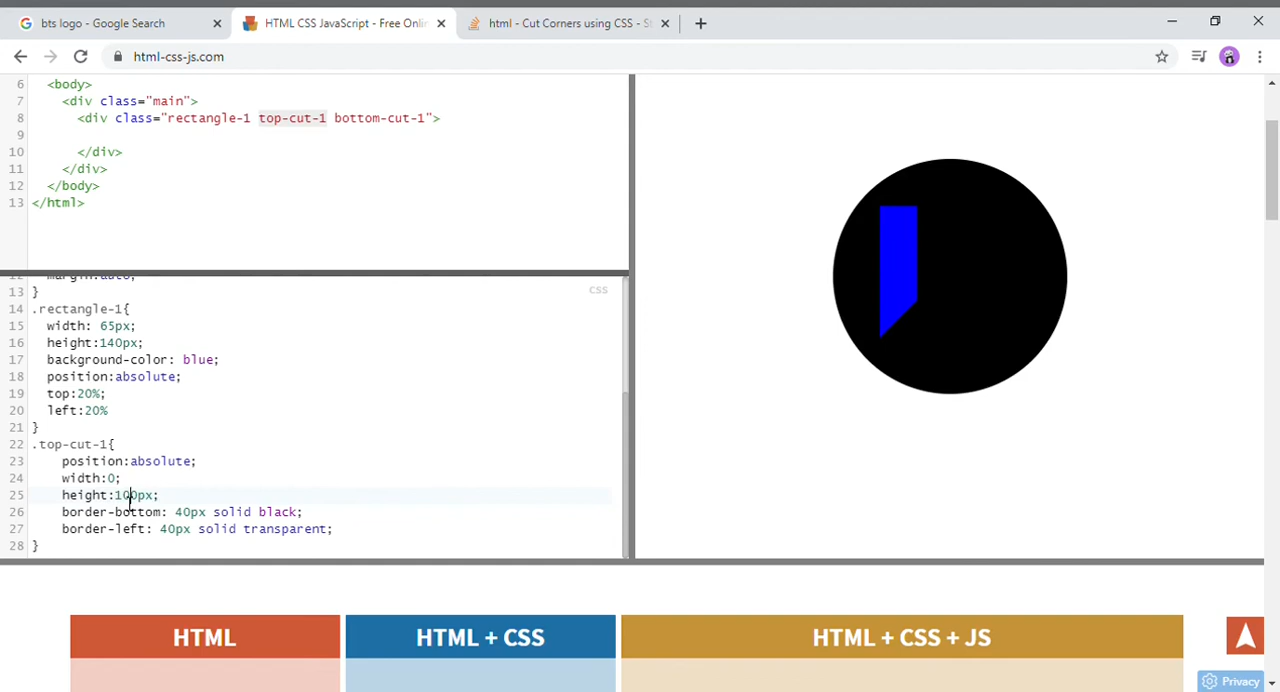 bts logo - Google Search
HTML CSS JavaScript - Free Onli
html - Cut Corners using CSS - S
html-css-js.com
6 <body>
7 <div class="main">
8 <div class="rectangle-1 top-cut-1 bottom-cut-1">
9
10 </div>
11 </div>
12 </body>
13 </html>
CSS
12 margin:auto;
13 }
14 .rectangle-1{
15 width: 65px;
16 height:140px;
17 background-color: blue;
18 position:absolute;
19 top:20%;
20 left:20%
21 }
22 .top-cut-1{
23 position:absolute;
24 width:0;
25 height:100px;
26 border-bottom: 40px solid black;
27 border-left: 40px solid transparent;
28 }
HTML
HTML + CSS
HTML + CSS + JS
Privacy